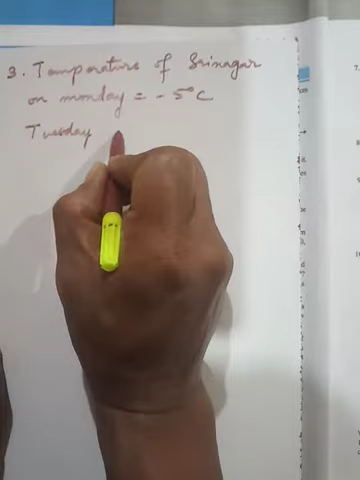 3. Temperature of Srinagar
on monday = - 5°C
Tuesday